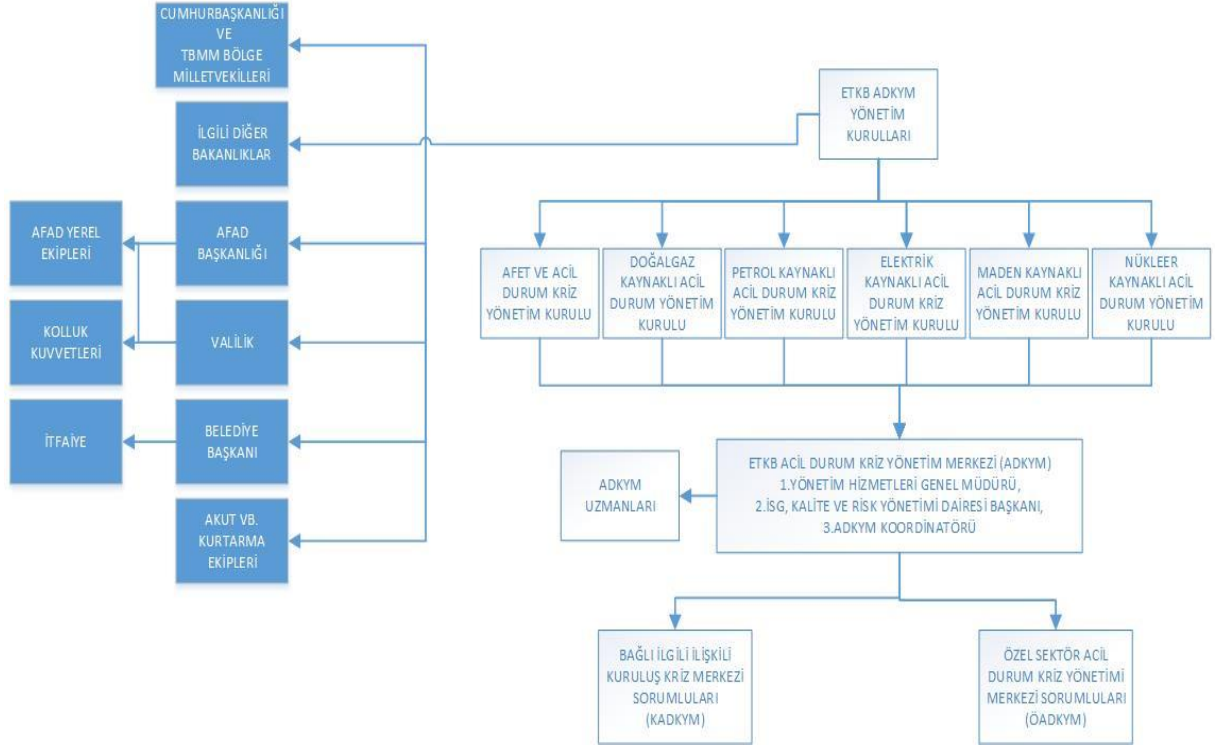 CUMHURBAŞKANLIĞI
VE
TBMM BÖLGE
MİLLETVEKİLLERİ
İLGİLİ DİĞER
BAKANLIKLAR
AFAD YEREL
EKİPLERİ
AFAD
BAŞKANLIĞI
KOLLUK
KUVVETLERİ
VALİLİK
İTFAİYE
BELEDİYE
BAŞKANI
AKUT VB.
KURTARMA
EKİPLERİ
ETKB ADKYM
YÖNETİM
KURULLARI
AFET VE ACİL
DURUM KRİZ
YÖNETİM KURULU
DOĞALGAZ
KAYNAKLI ACİL
DURUM YÖNETİM
KURULU
PETROL KAYNAKLI
ACİL DURUM KRİZ
YÖNETİM KURULU
ELEKTRİK
KAYNAKLI ACİL
DURUM KRİZ
YÖNETİM KURULU
MADEN KAYNAKLI
ACİL DURUM KRİZ
YÖNETİM KURULU
NÜKLEER
KAYNAKLI ACİL
DURUM YÖNETİM
KURULU
ETKB ACİL DURUM KRİZ YÖNETİM MERKEZİ (ADKYM)
1.YÖNETİM HİZMETLERİ GENEL MÜDÜRÜ,
2.İSG, KALİTE VE RİSK YÖNETİMİ DAİRESİ BAŞKANI,
3.ADKYM KOORDİNATÖRÜ
ADKYM
UZMANLARI
BAĞLI İLGİLİ İLİŞKİLİ
KURULUŞ KRİZ MERKEZİ
SORUMLULARI
(KADKYM)
ÖZEL SEKTÖR ACİL
DURUM KRİZ YÖNETİMİ
MERKEZİ SORUMLULARI
(ÖADKYM)